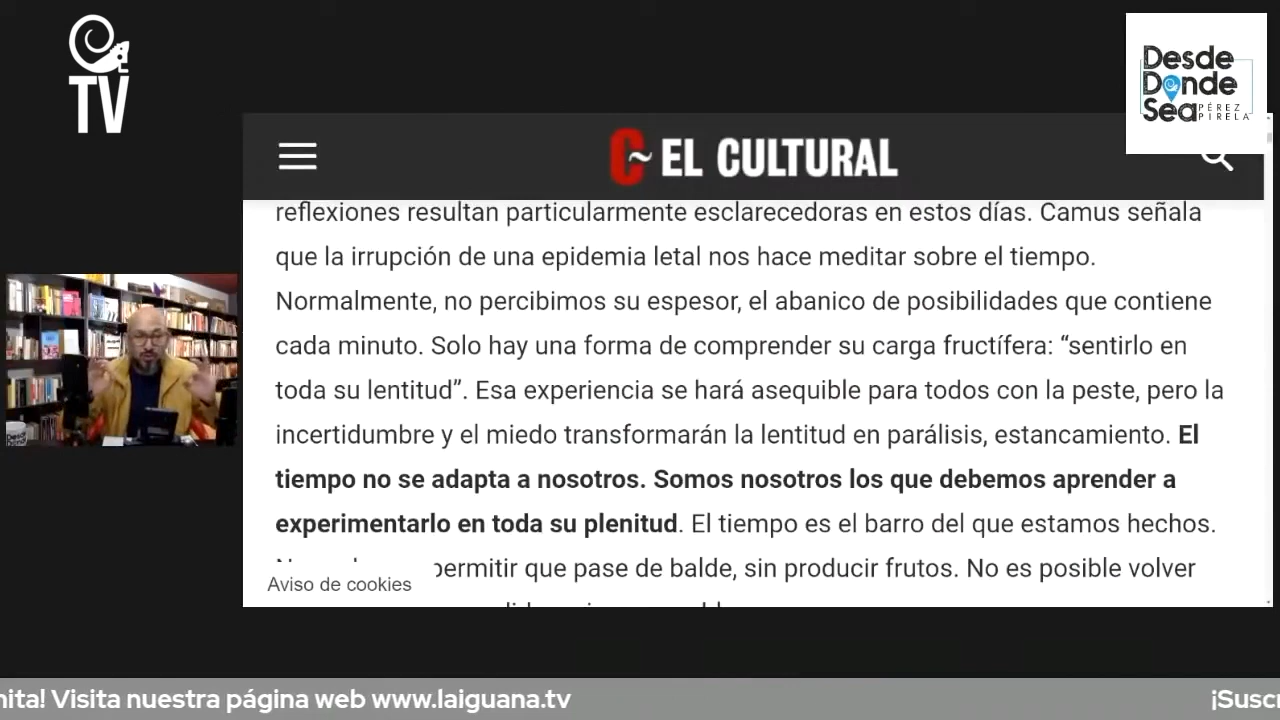 TV
Desde
Donde
Sea PÉREZ
PIRELA
EL CULTURAL
reflexiones resultan particularmente esclarecedoras en estos días. Camus señala
que la irrupción de una epidemia letal nos hace meditar sobre el tiempo.
Normalmente, no percibimos su espesor, el abanico de posibilidades que contiene
cada minuto. Solo hay una forma de comprender su carga fructífera: “sentirlo en
toda su lentitud”. Esa experiencia se hará asequible para todos con la peste, pero la
incertidumbre y el miedo transformarán la lentitud en parálisis, estancamiento. El
tiempo no se adapta a nosotros. Somos nosotros los que debemos aprender a
experimentarlo en toda su plenitud. El tiempo es el barro del que estamos hechos.
permitir que pase de balde, sin producir frutos. No es posible volver
Aviso de cookies
nita! Visita nuestra página web www.laiguana.tv
¡Suscr